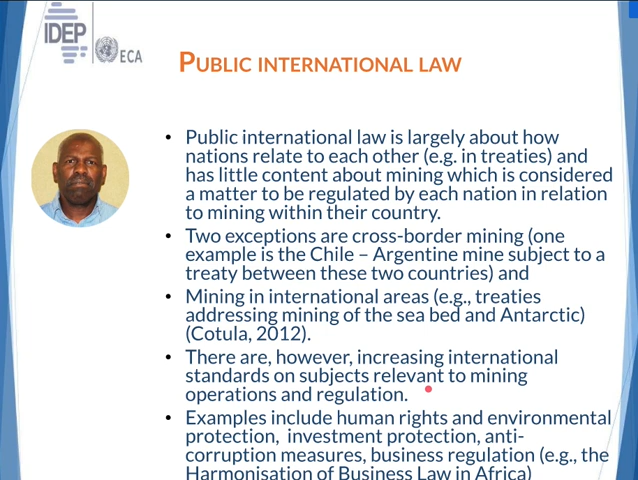 IDEP
ECA
PUBLIC INTERNATIONAL LAW
• Public international law is largely about how
nations relate to each other (e.g. in treaties) and
has little content about mining which is considered
a matter to be regulated by each nation in relation
to mining within their country.
• Two exceptions are cross-border mining (one
example is the Chile – Argentine mine subject to a
treaty between these two countries) and
• Mining in international areas (e.g., treaties
addressing mining of the sea bed and Antarctic)
(Cotula, 2012).
• There are, however, increasing international
standards on subjects relevant to mining
operations and regulation.
• Examples include human rights and environmental
protection, investment protection, anti-
corruption measures, business regulation (e.g., the
Harmonisation of Business Law in Africa)